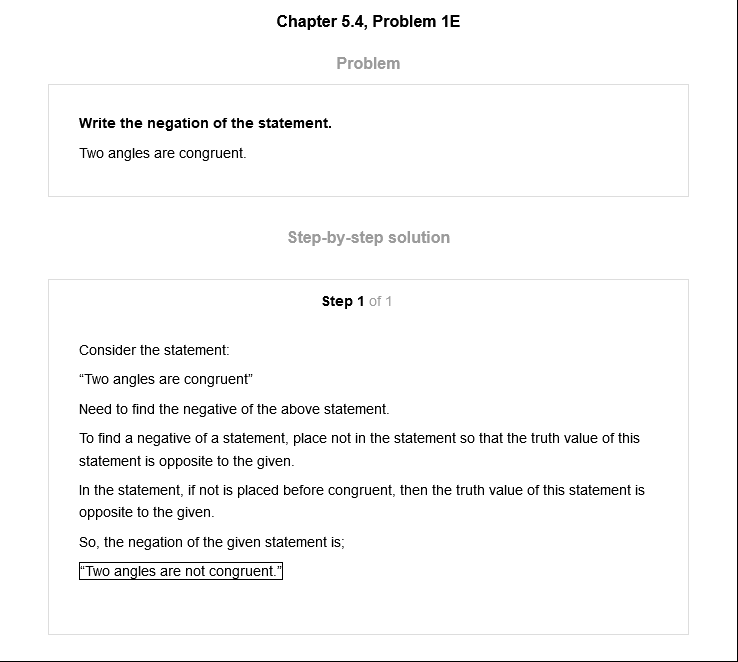 Chapter 5.4, Problem 1E
Problem
Write the negation of the statement.
Two angles are congruent.
Step-by-step solution
Step 1 of 1
Consider the statement:
“Two angles are congruent”
Need to find the negative of the above statement.
To find a negative of a statement, place not in the statement so that the truth value of this
statement is opposite to the given.
In the statement, if not is placed before congruent, then the truth value of this statement is
opposite to the given.
So, the negation of the given statement is;
“Two angles are not congruent.”